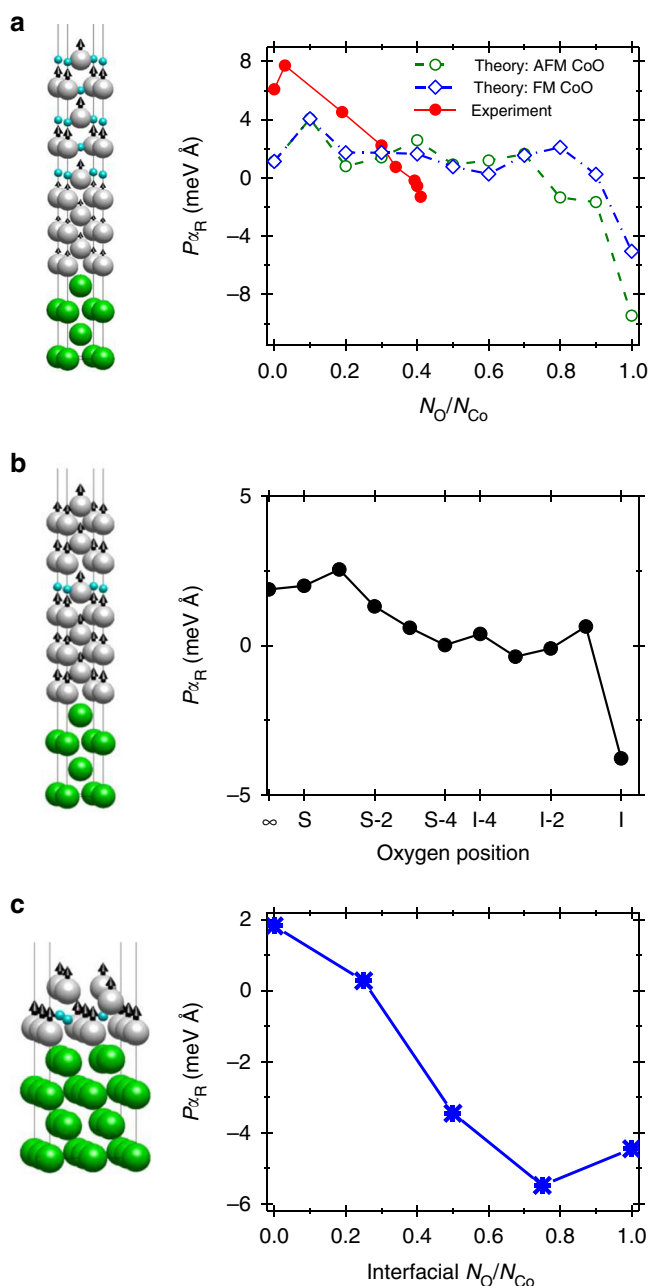 a
8
4
0
–4
–8
Pα_R (meV Å)
Theory: AFM CoO
Theory: FM CoO
Experiment
0.0 0.2 0.4 0.6 0.8 1.0
N_O/N_Co
b
5
0
–5
Pα_R (meV Å)
∞ S S-2 S-4 I-4 I-2 I
Oxygen position
c
2
0
–2
–4
–6
Pα_R (meV Å)
0.0 0.2 0.4 0.6 0.8 1.0
Interfacial N_O/N_Co